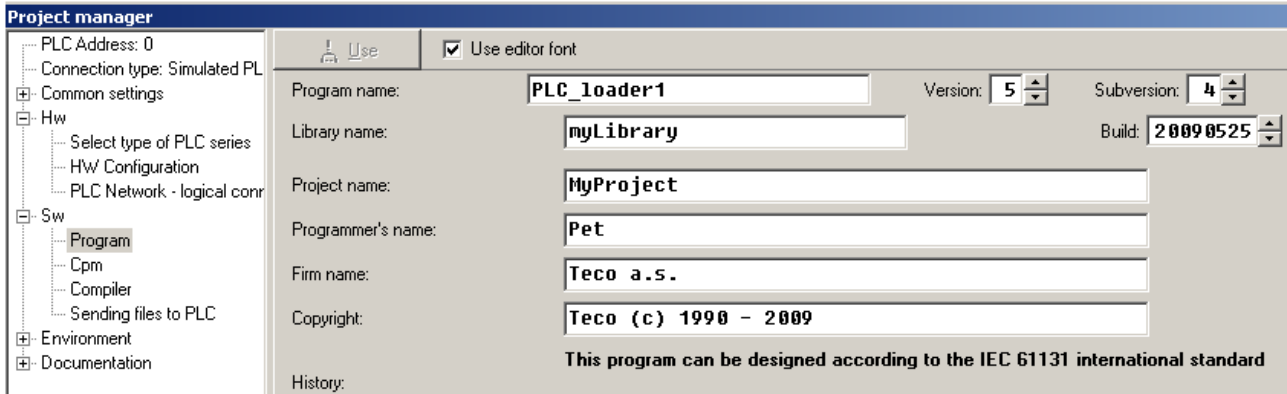 Project manager
PLC Address: 0
Connection type: Simulated PL
Common settings
Hw
Select type of PLC series
HW Configuration
PLC Network - logical conr
Sw
Program
Cpm
Compiler
Sending files to PLC
Environment
Documentation
Use
Use editor font
Program name: PLC_loader1 Version: 5 Subversion: 4
Library name: myLibrary Build: 20090525
Project name: MyProject
Programmer's name: Pet
Firm name: Teco a.s.
Copyright: Teco (c) 1990 - 2009
This program can be designed according to the IEC 61131 international standard
History: